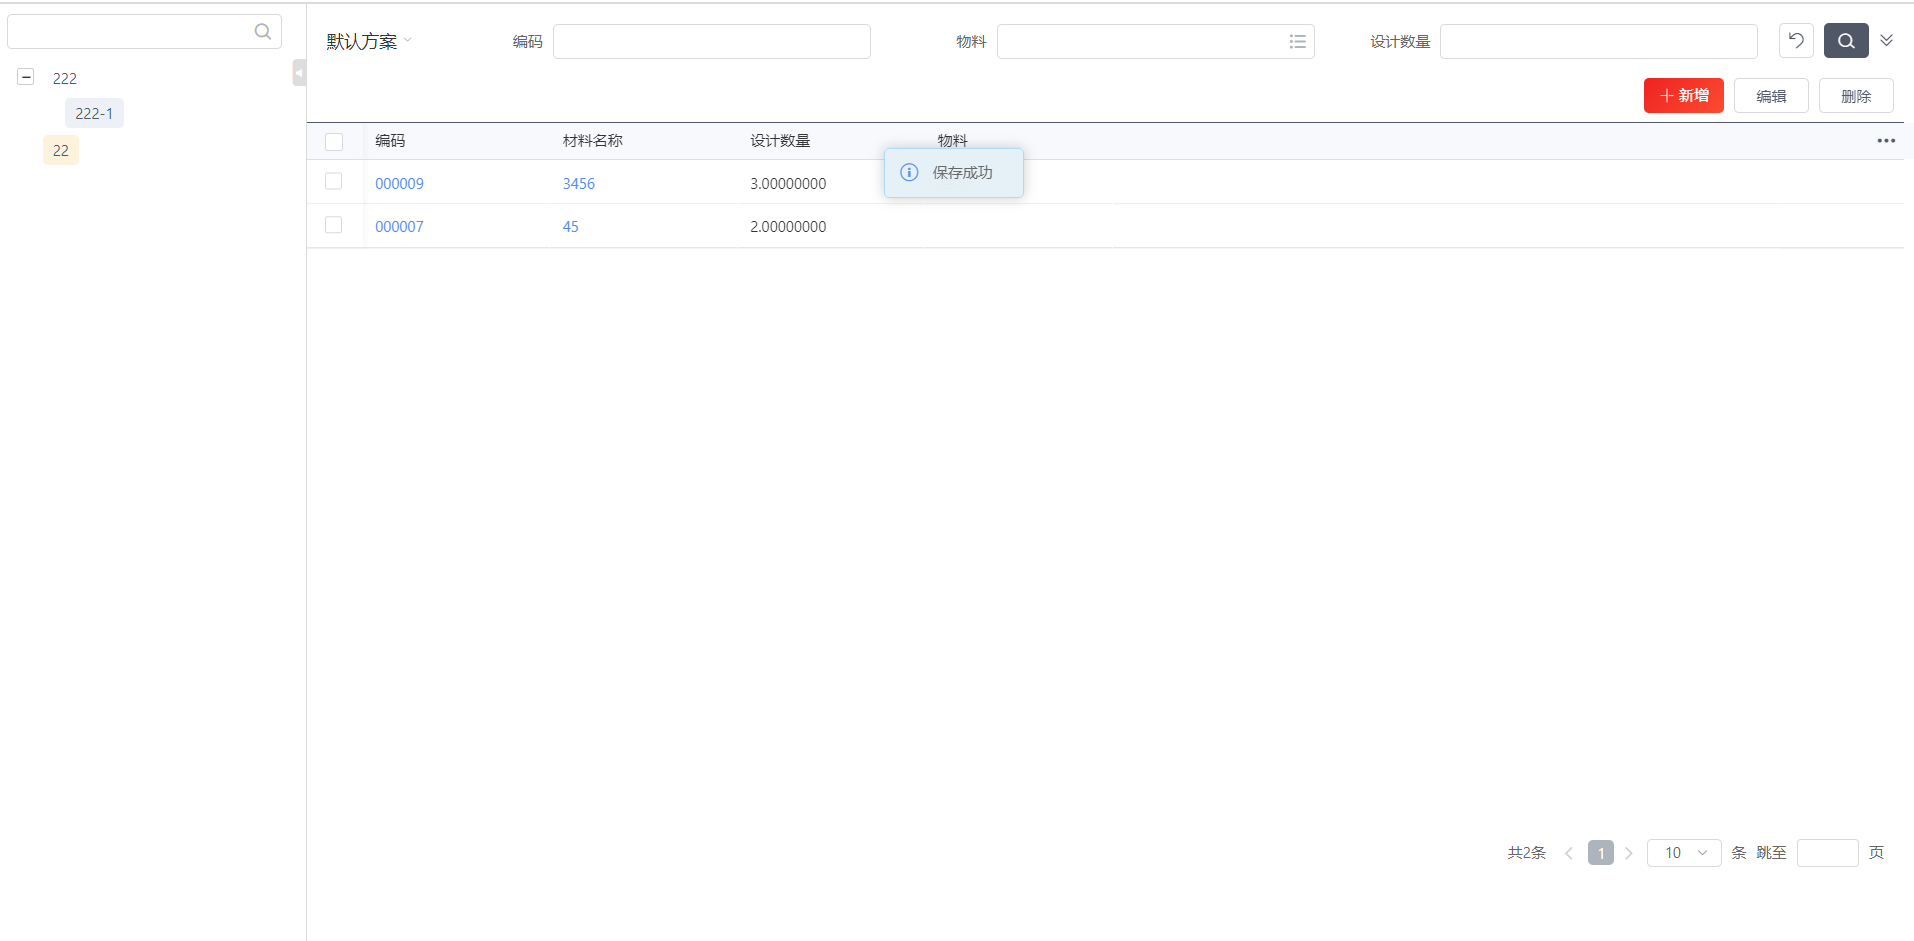 222
222-1
22
默认方案
编码
物料
设计数量
新增
编辑
删除
编码 材料名称 设计数量 物料
保存成功
000009 3456 3.00000000
000007 45 2.00000000
共2条 1 10 条 跳至 页